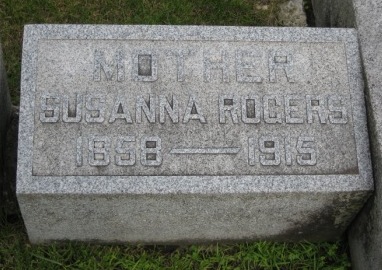 MOTHER
SUSANNA ROGERS
1858 — 1915